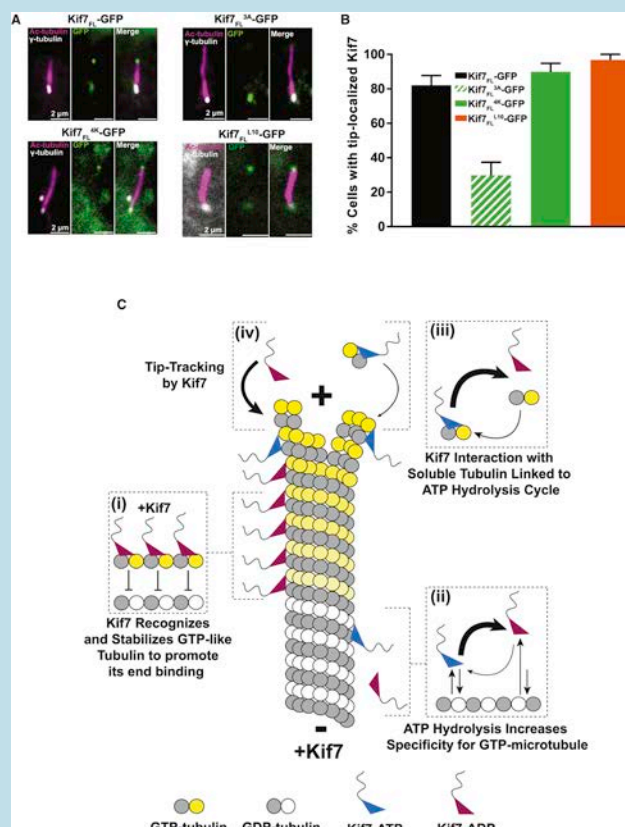 A
Kif7FL-GFP
Ac-tubulin GFP Merge
γ-tubulin
2 μm
Kif7FL3A-GFP
Ac-tubulin GFP Merge
γ-tubulin
2 μm
Kif7FL4K-GFP
Ac-tubulin GFP Merge
γ-tubulin
2 μm
Kif7FLL10-GFP
Ac-tubulin GFP Merge
γ-tubulin
2 μm
B
% Cells with tip-localized Kif7
100
80
60
40
20
0
Kif7FL-GFP
Kif7FL3A-GFP
Kif7FL4K-GFP
Kif7FLL10-GFP
C
(iv)
Tip-Tracking
by Kif7
+
(iii)
Kif7 Interaction with
Soluble Tubulin Linked to
ATP Hydrolysis Cycle
(i)
+Kif7
Kif7 Recognizes
and Stabilizes GTP-like
Tubulin to promote
its end binding
(ii)
ATP Hydrolysis Increases
Specificity for GTP-microtubule
-
+Kif7
GTP-tubulin GDP-tubulin Kif7-ATP Kif7-ADP